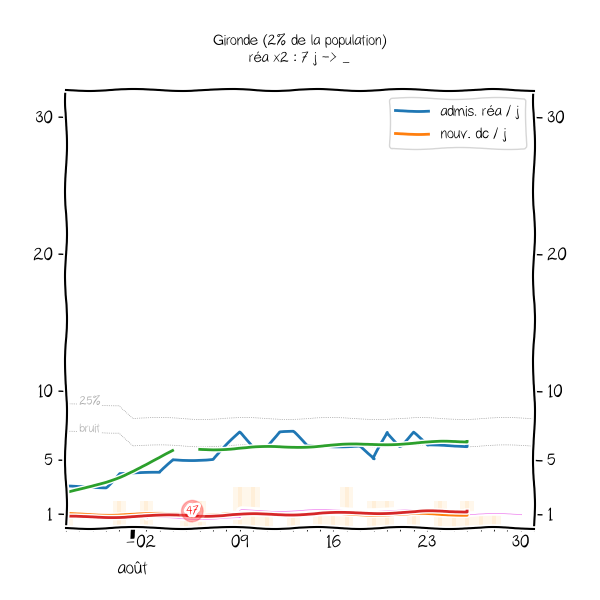 Gironde (2% de la population)
réa x2 : 7 j -> _
admis. réa / j
nouv. dc / j
30
30
20
20
10
10
25%
bruit
5
5
47
1
1
02
09
16
23
30
août